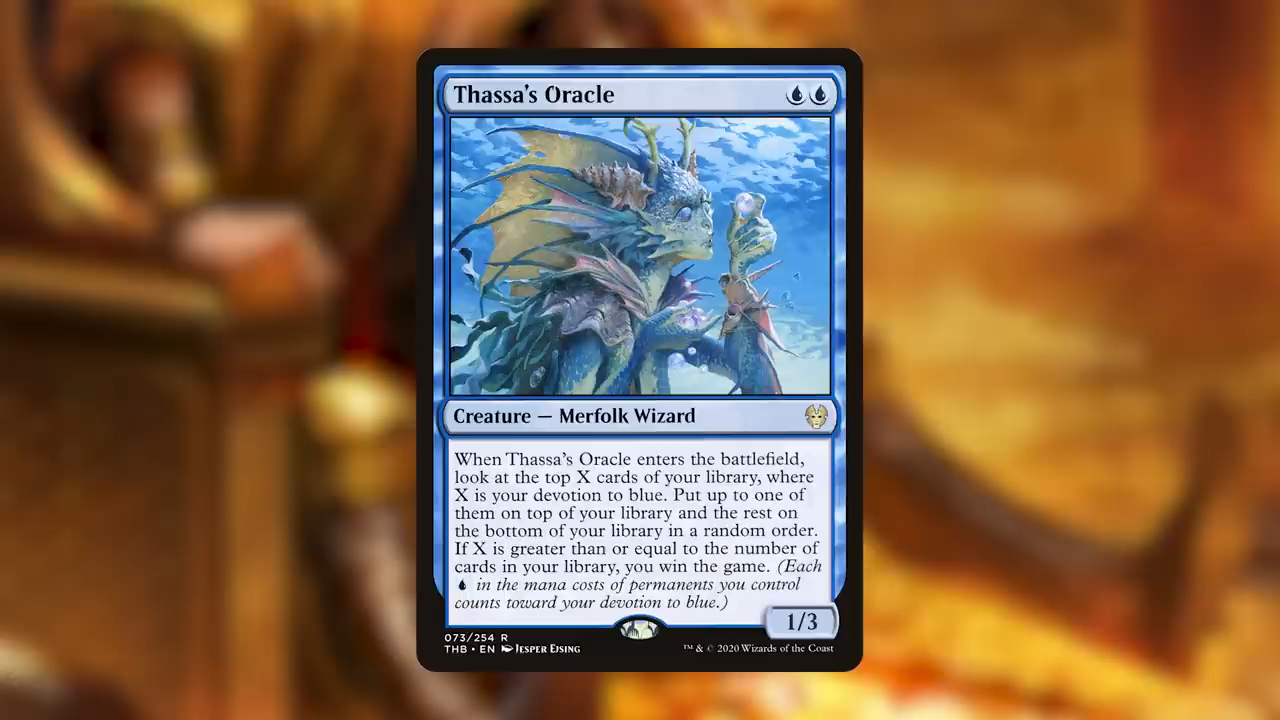 Thassa's Oracle
Creature — Merfolk Wizard
When Thassa's Oracle enters the battlefield,
look at the top X cards of your library, where
X is your devotion to blue. Put up to one of
them on top of your library and the rest on
the bottom of your library in a random order.
If X is greater than or equal to the number of
cards in your library, you win the game. (Each
in the mana costs of permanents you control
counts toward your devotion to blue.)
1/3
073/254 R
THB • EN Jesper Ejsing
™ & © 2020 Wizards of the Coast